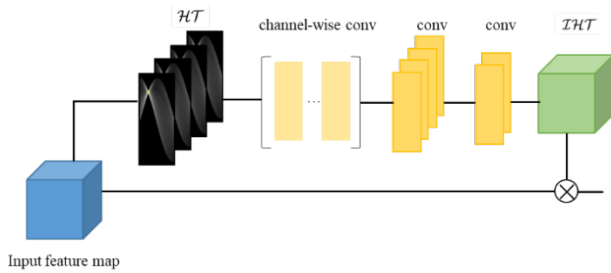 HT
channel-wise conv
conv
conv
IHT
...
Input feature map